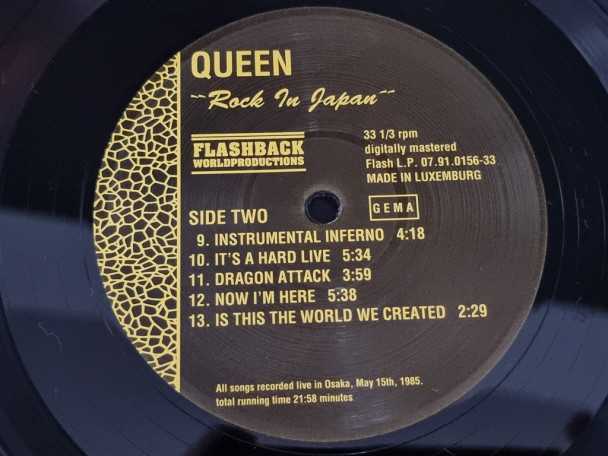 QUEEN
~~Rock In Japan~~
FLASHBACK
WORLDPRODUCTIONS
33 1/3 rpm
digitally mastered
Flash L.P. 07.91.0156-33
MADE IN LUXEMBURG
GEMA
SIDE TWO
9. INSTRUMENTAL INFERNO 4:18
10. IT'S A HARD LIVE 5:34
11. DRAGON ATTACK 3:59
12. NOW I'M HERE 5:38
13. IS THIS THE WORLD WE CREATED 2:29
All songs recorded live in Osaka, May 15th, 1985.
total running time 21:58 minutes